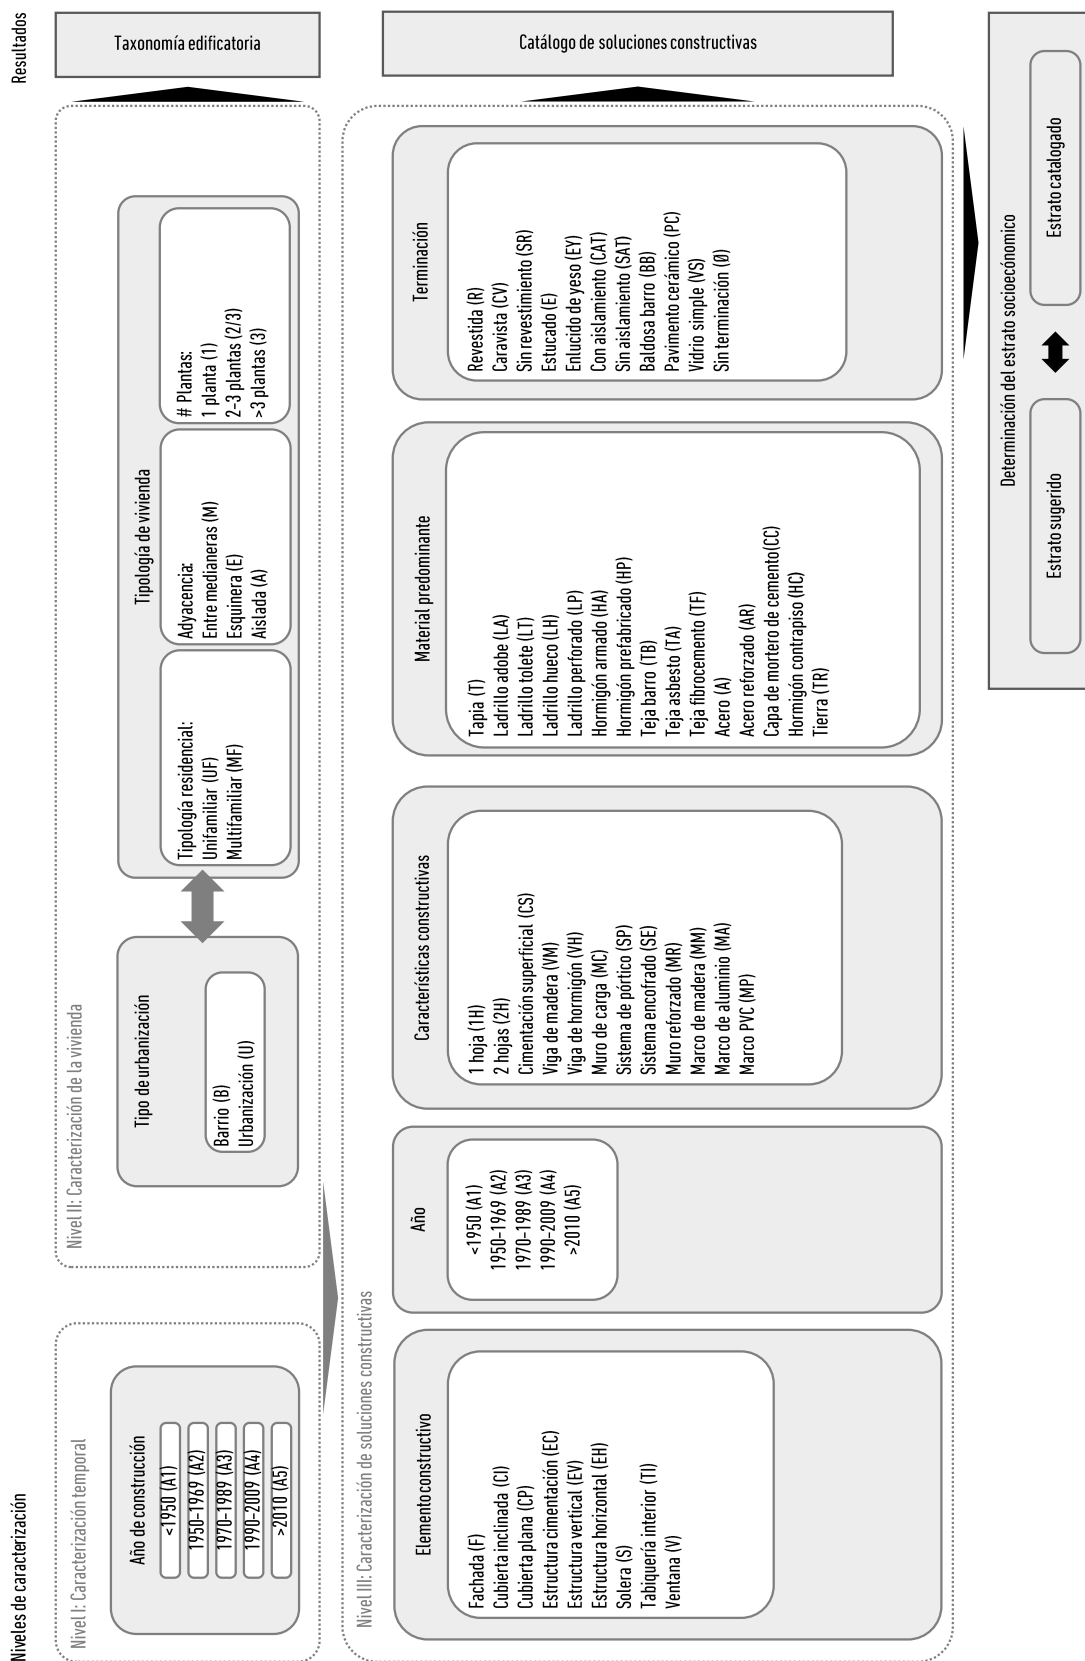 Niveles de caracterización
Resultados
Nivel I: Caracterización temporal
Año de construcción
<1950 (A1)
1950-1969 (A2)
1970-1989 (A3)
1990-2009 (A4)
>2010 (A5)
Nivel II: Caracterización de la vivienda
Tipo de urbanización
Barrio (B)
Urbanización (U)
Tipología de vivienda
Tipología residencial:
Unifamiliar (UF)
Multifamiliar (MF)
Adyacencia:
Entre medianeras (M)
Esquinera (E)
Aislada (A)
# Plantas:
1 planta (1)
2-3 plantas (2/3)
>3 plantas (3)
Taxonomía edificatoria
Nivel III: Caracterización de soluciones constructivas
Elemento constructivo
Fachada (F)
Cubierta inclinada (CI)
Cubierta plana (CP)
Estructura cimentación (EC)
Estructura vertical (EV)
Estructura horizontal (EH)
Solera (S)
Tabiquería interior (TI)
Ventana (V)
Año
<1950 (A1)
1950-1969 (A2)
1970-1989 (A3)
1990-2009 (A4)
>2010 (A5)
Características constructivas
1 hoja (1H)
2 hojas (2H)
Cimentación superficial (CS)
Viga de madera (VM)
Viga de hormigón (VH)
Muro de carga (MC)
Sistema de pórtico (SP)
Sistema encofrado (SE)
Muro reforzado (MR)
Marco de madera (MM)
Marco de aluminio (MA)
Marco PVC (MP)
Material predominante
Tapia (T)
Ladrillo adobe (LA)
Ladrillo tolete (LT)
Ladrillo hueco (LH)
Ladrillo perforado (LP)
Hormigón armado (HA)
Hormigón prefabricado (HP)
Teja barro (TB)
Teja asbesto (TA)
Teja fibrocemento (TF)
Acero (A)
Acero reforzado (AR)
Capa de mortero de cemento(CC)
Hormigón contrapiso (HC)
Tierra (TR)
Terminación
Revestida (R)
Caravista (CV)
Sin revestimiento (SR)
Estucado (E)
Enlucido de yeso (EY)
Con aislamiento (CAT)
Sin aislamiento (SAT)
Baldosa barro (BB)
Pavimento cerámico (PC)
Vidrio simple (VS)
Sin terminación (Ø)
Catálogo de soluciones constructivas
Determinación del estrato socioecónomico
Estrato sugerido
Estrato catalogado